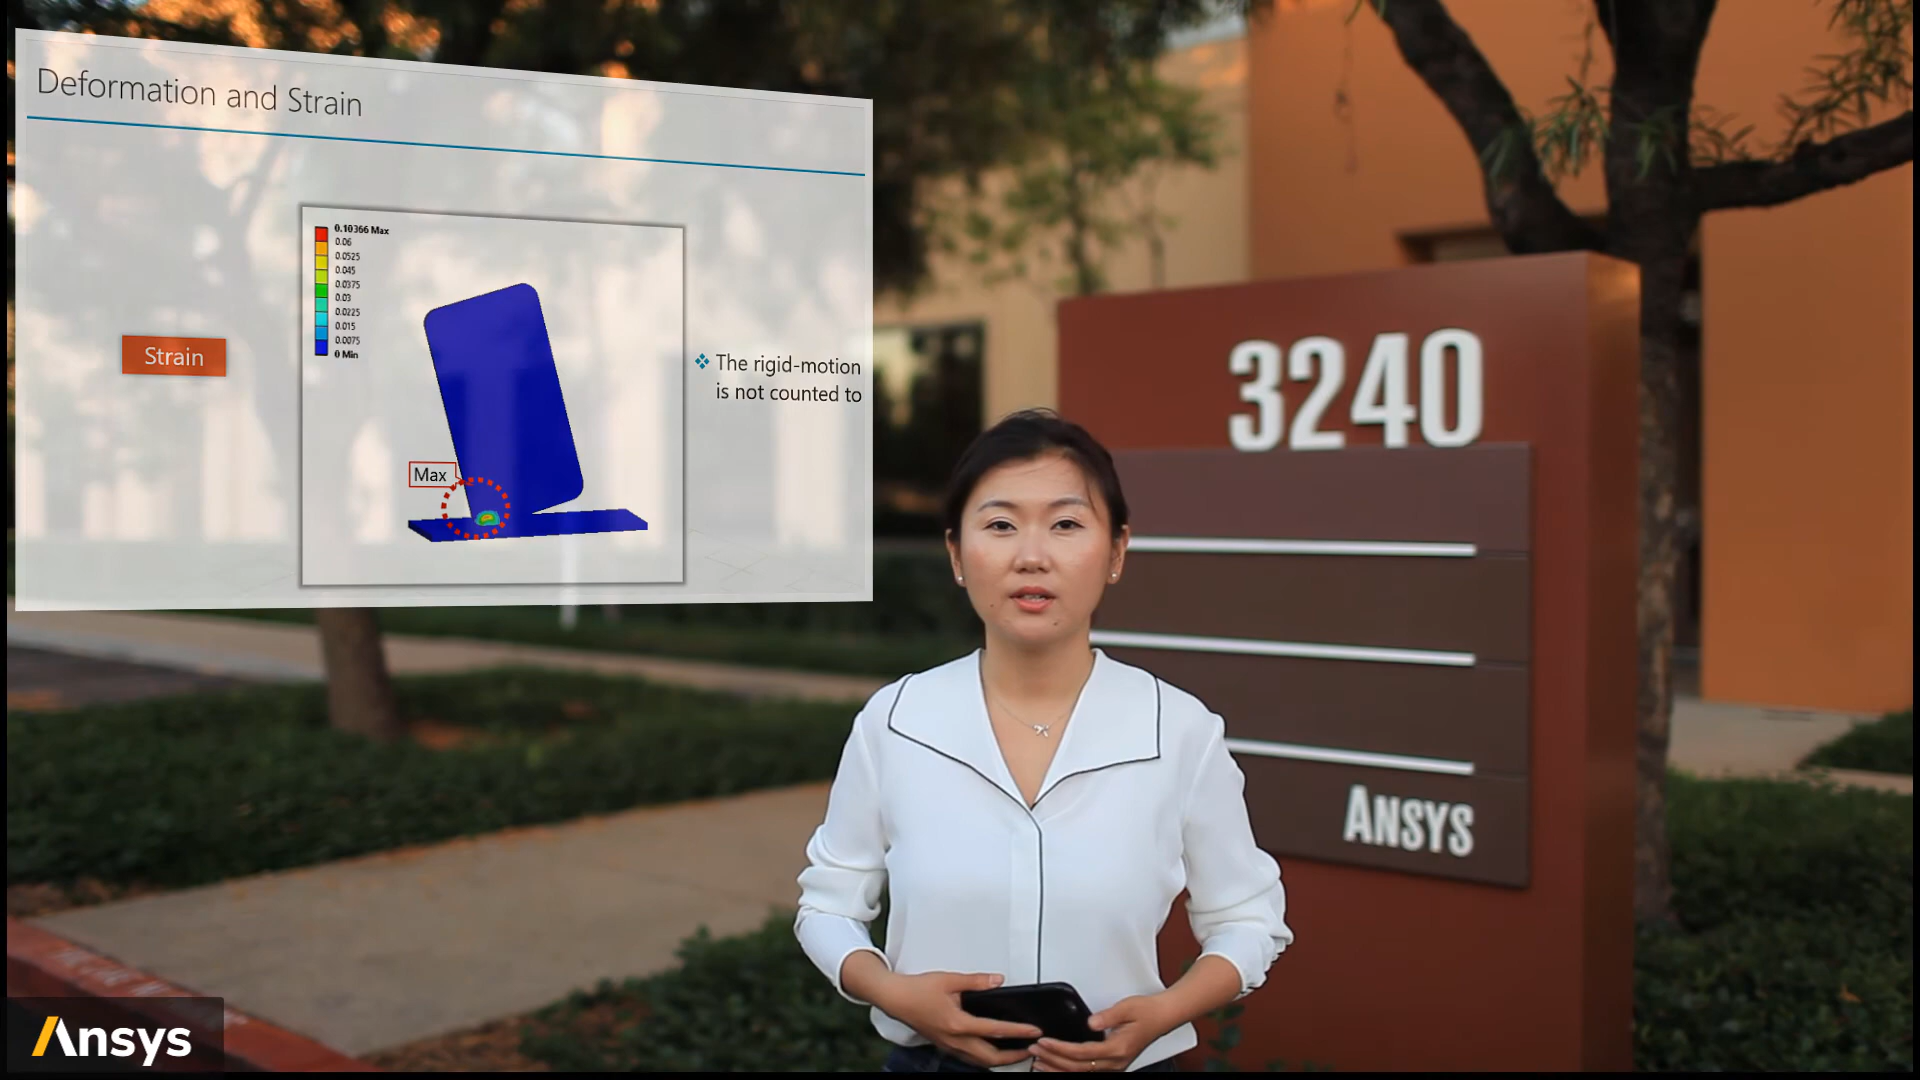 Deformation and Strain
0.10366 Max
0.06
0.0525
0.045
0.0375
0.03
0.0225
0.015
0.0075
0 Min
Strain
Max
The rigid-motion
is not counted to
3240
ANSYS
Ansys